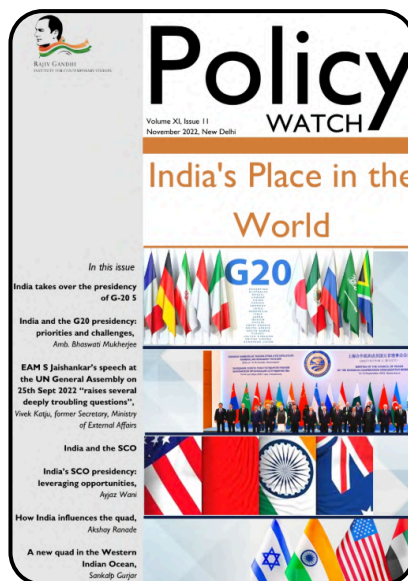 RAJIV GANDHI
INSTITUTE FOR CONTEMPORARY STUDIES
Policy
WATCH
Volume XI, Issue 11
November 2022, New Delhi
India's Place in the
World
In this issue
India takes over the presidency
of G-20 5
India and the G20 presidency:
priorities and challenges,
Amb. Bhaswati Mukherjee
EAM S Jaishankar's speech at
the UN General Assembly on
25th Sept 2022 "raises several
deeply troubling questions",
Vivek Katju, former Secretary, Ministry
of External Affairs
India and the SCO
India's SCO presidency:
leveraging opportunities,
Ayjaz Wani
How India influences the quad,
Akshay Ranade
A new quad in the Western
Indian Ocean,
Sankalp Gurjar
G20